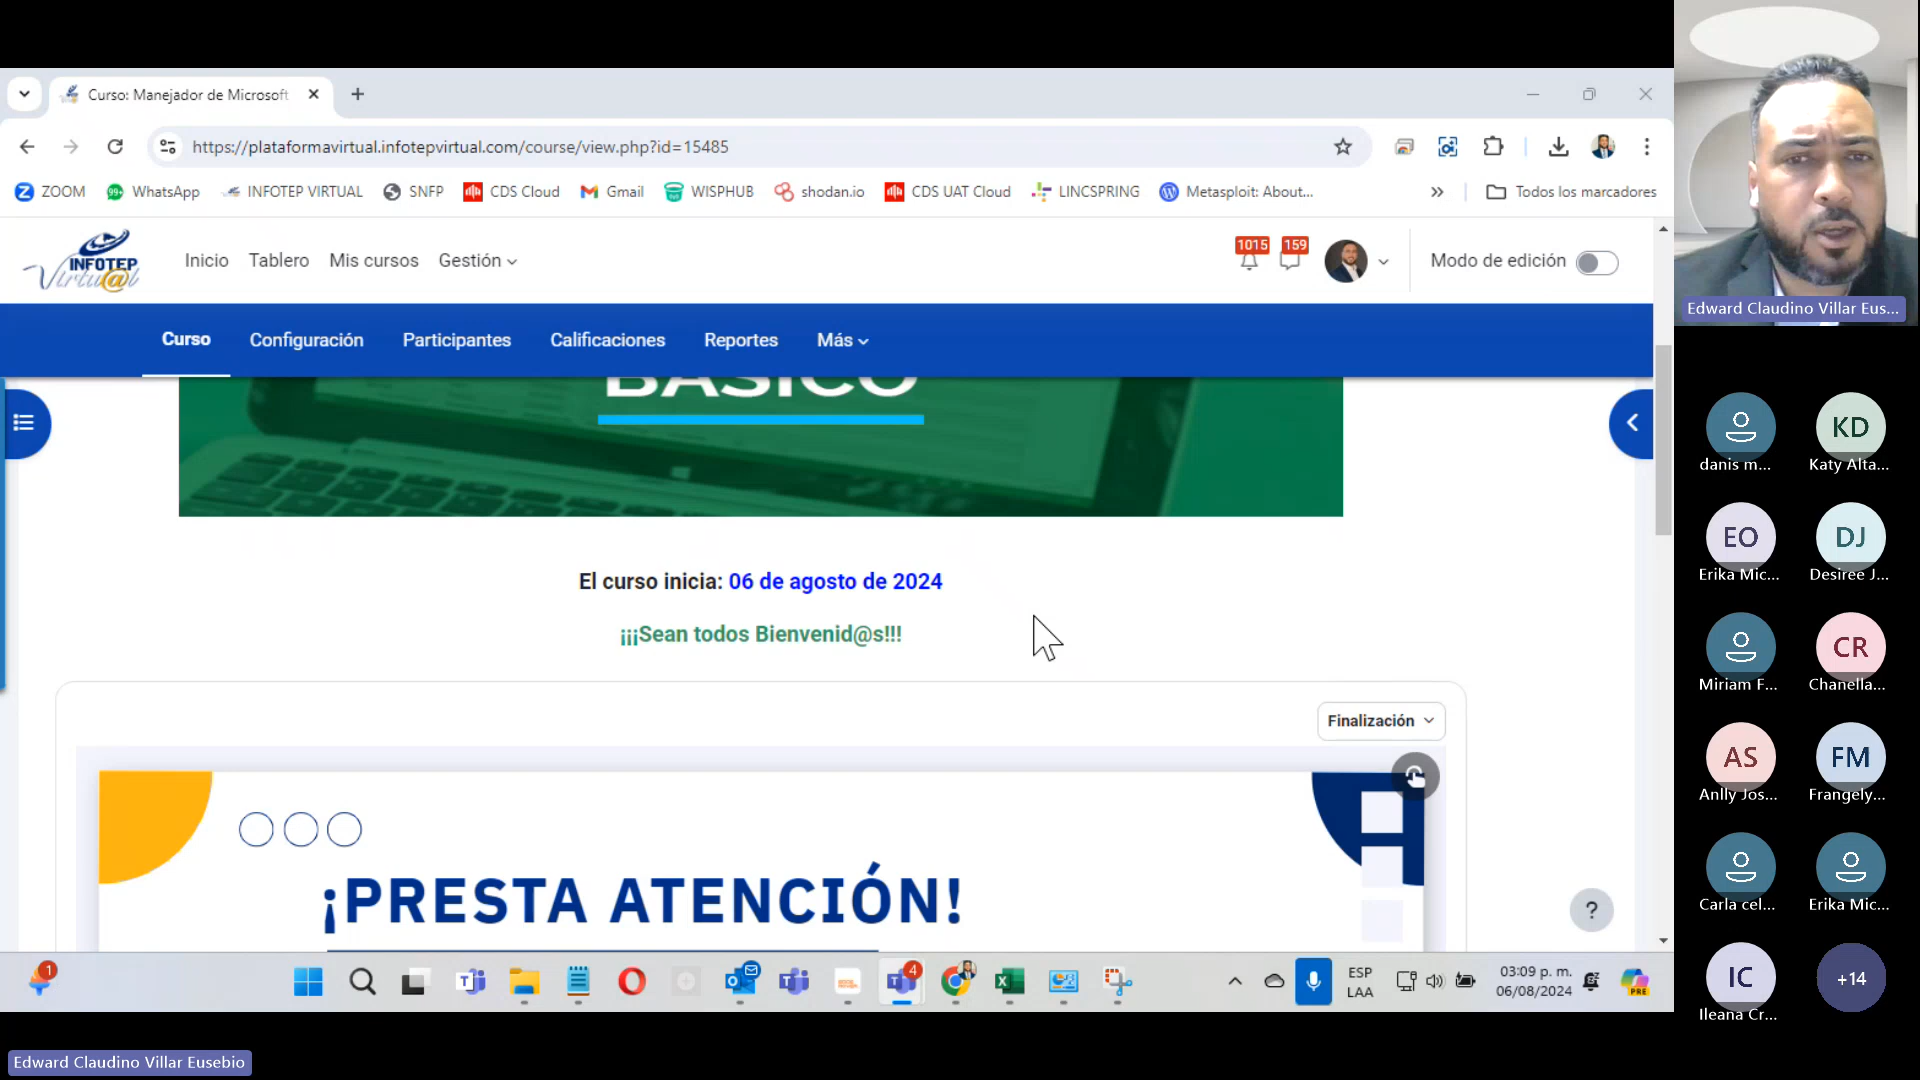 Curso: Manejador de Microsoft
https://plataformavirtual.infotepvirtual.com/course/view.php?id=15485
ZOOM
WhatsApp
INFOTEP VIRTUAL
SNFP
CDS Cloud
Gmail
WISPHUB
shodan.io
CDS UAT Cloud
LINCSPRING
Metasploit: About...
Todos los marcadores
INFOTEP
Virtu@l
Inicio
Tablero
Mis cursos
Gestión
1015
159
Modo de edición
Curso
Configuración
Participantes
Calificaciones
Reportes
Más
BÁSICO
El curso inicia: 06 de agosto de 2024
¡¡¡Sean todos Bienvenid@s!!!
Finalización
¡PRESTA ATENCIÓN!
?
1
4
ESP
LAA
03:09 p. m.
06/08/2024
PRE
Edward Claudino Villar Eusebio
Edward Claudino Villar Eus...
danis m...
KD
Katy Alta...
EO
Erika Mic...
DJ
Desiree J...
Miriam F...
CR
Chanella...
AS
Anlly Jos...
FM
Frangely...
Carla cel...
Erika Mic...
IC
Ileana Cr...
+14